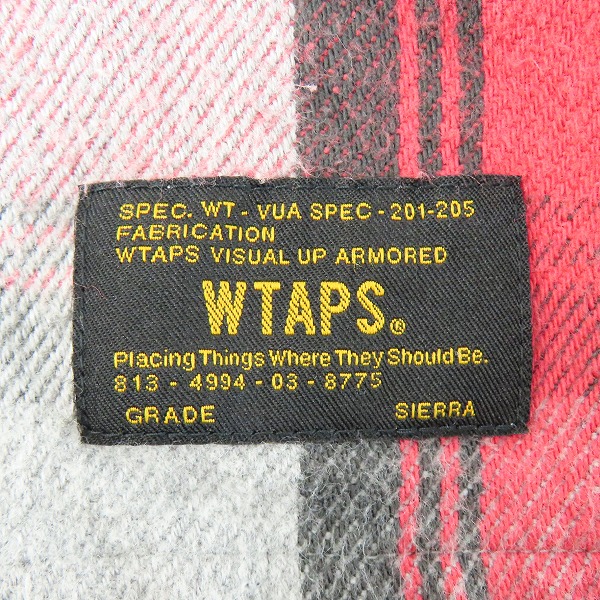 SPEC. WT - VUA SPEC - 201-205
FABRICATION
WTAPS VISUAL UP ARMORED
WTAPS.®
Placing Things Where They Should Be.
813 - 4994 - 03 - 8775
GRADE SIERRA